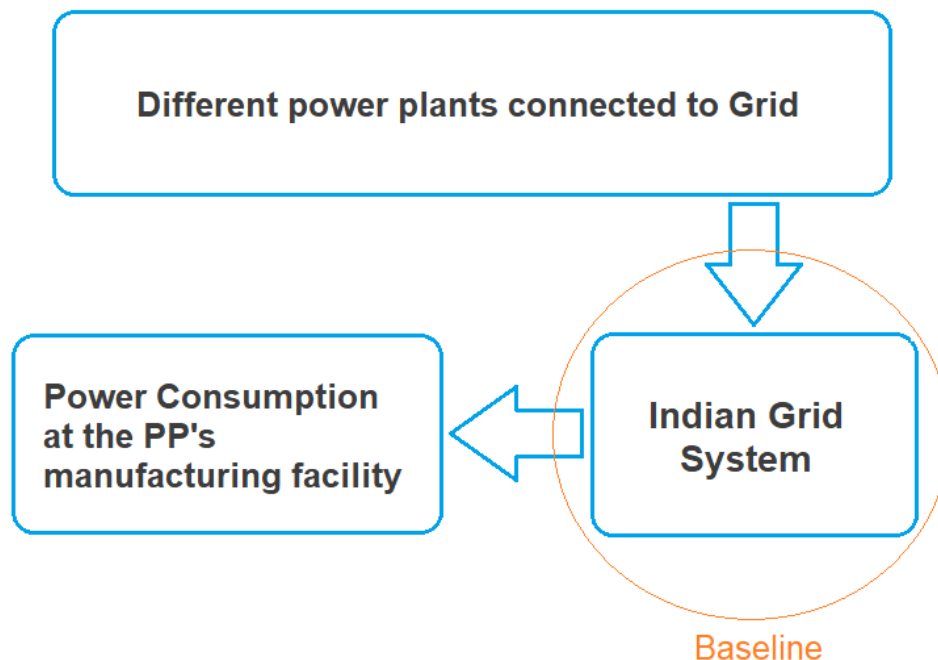 Different power plants connected to Grid
Power Consumption
at the PP's
manufacturing facility
Indian Grid
System
Baseline